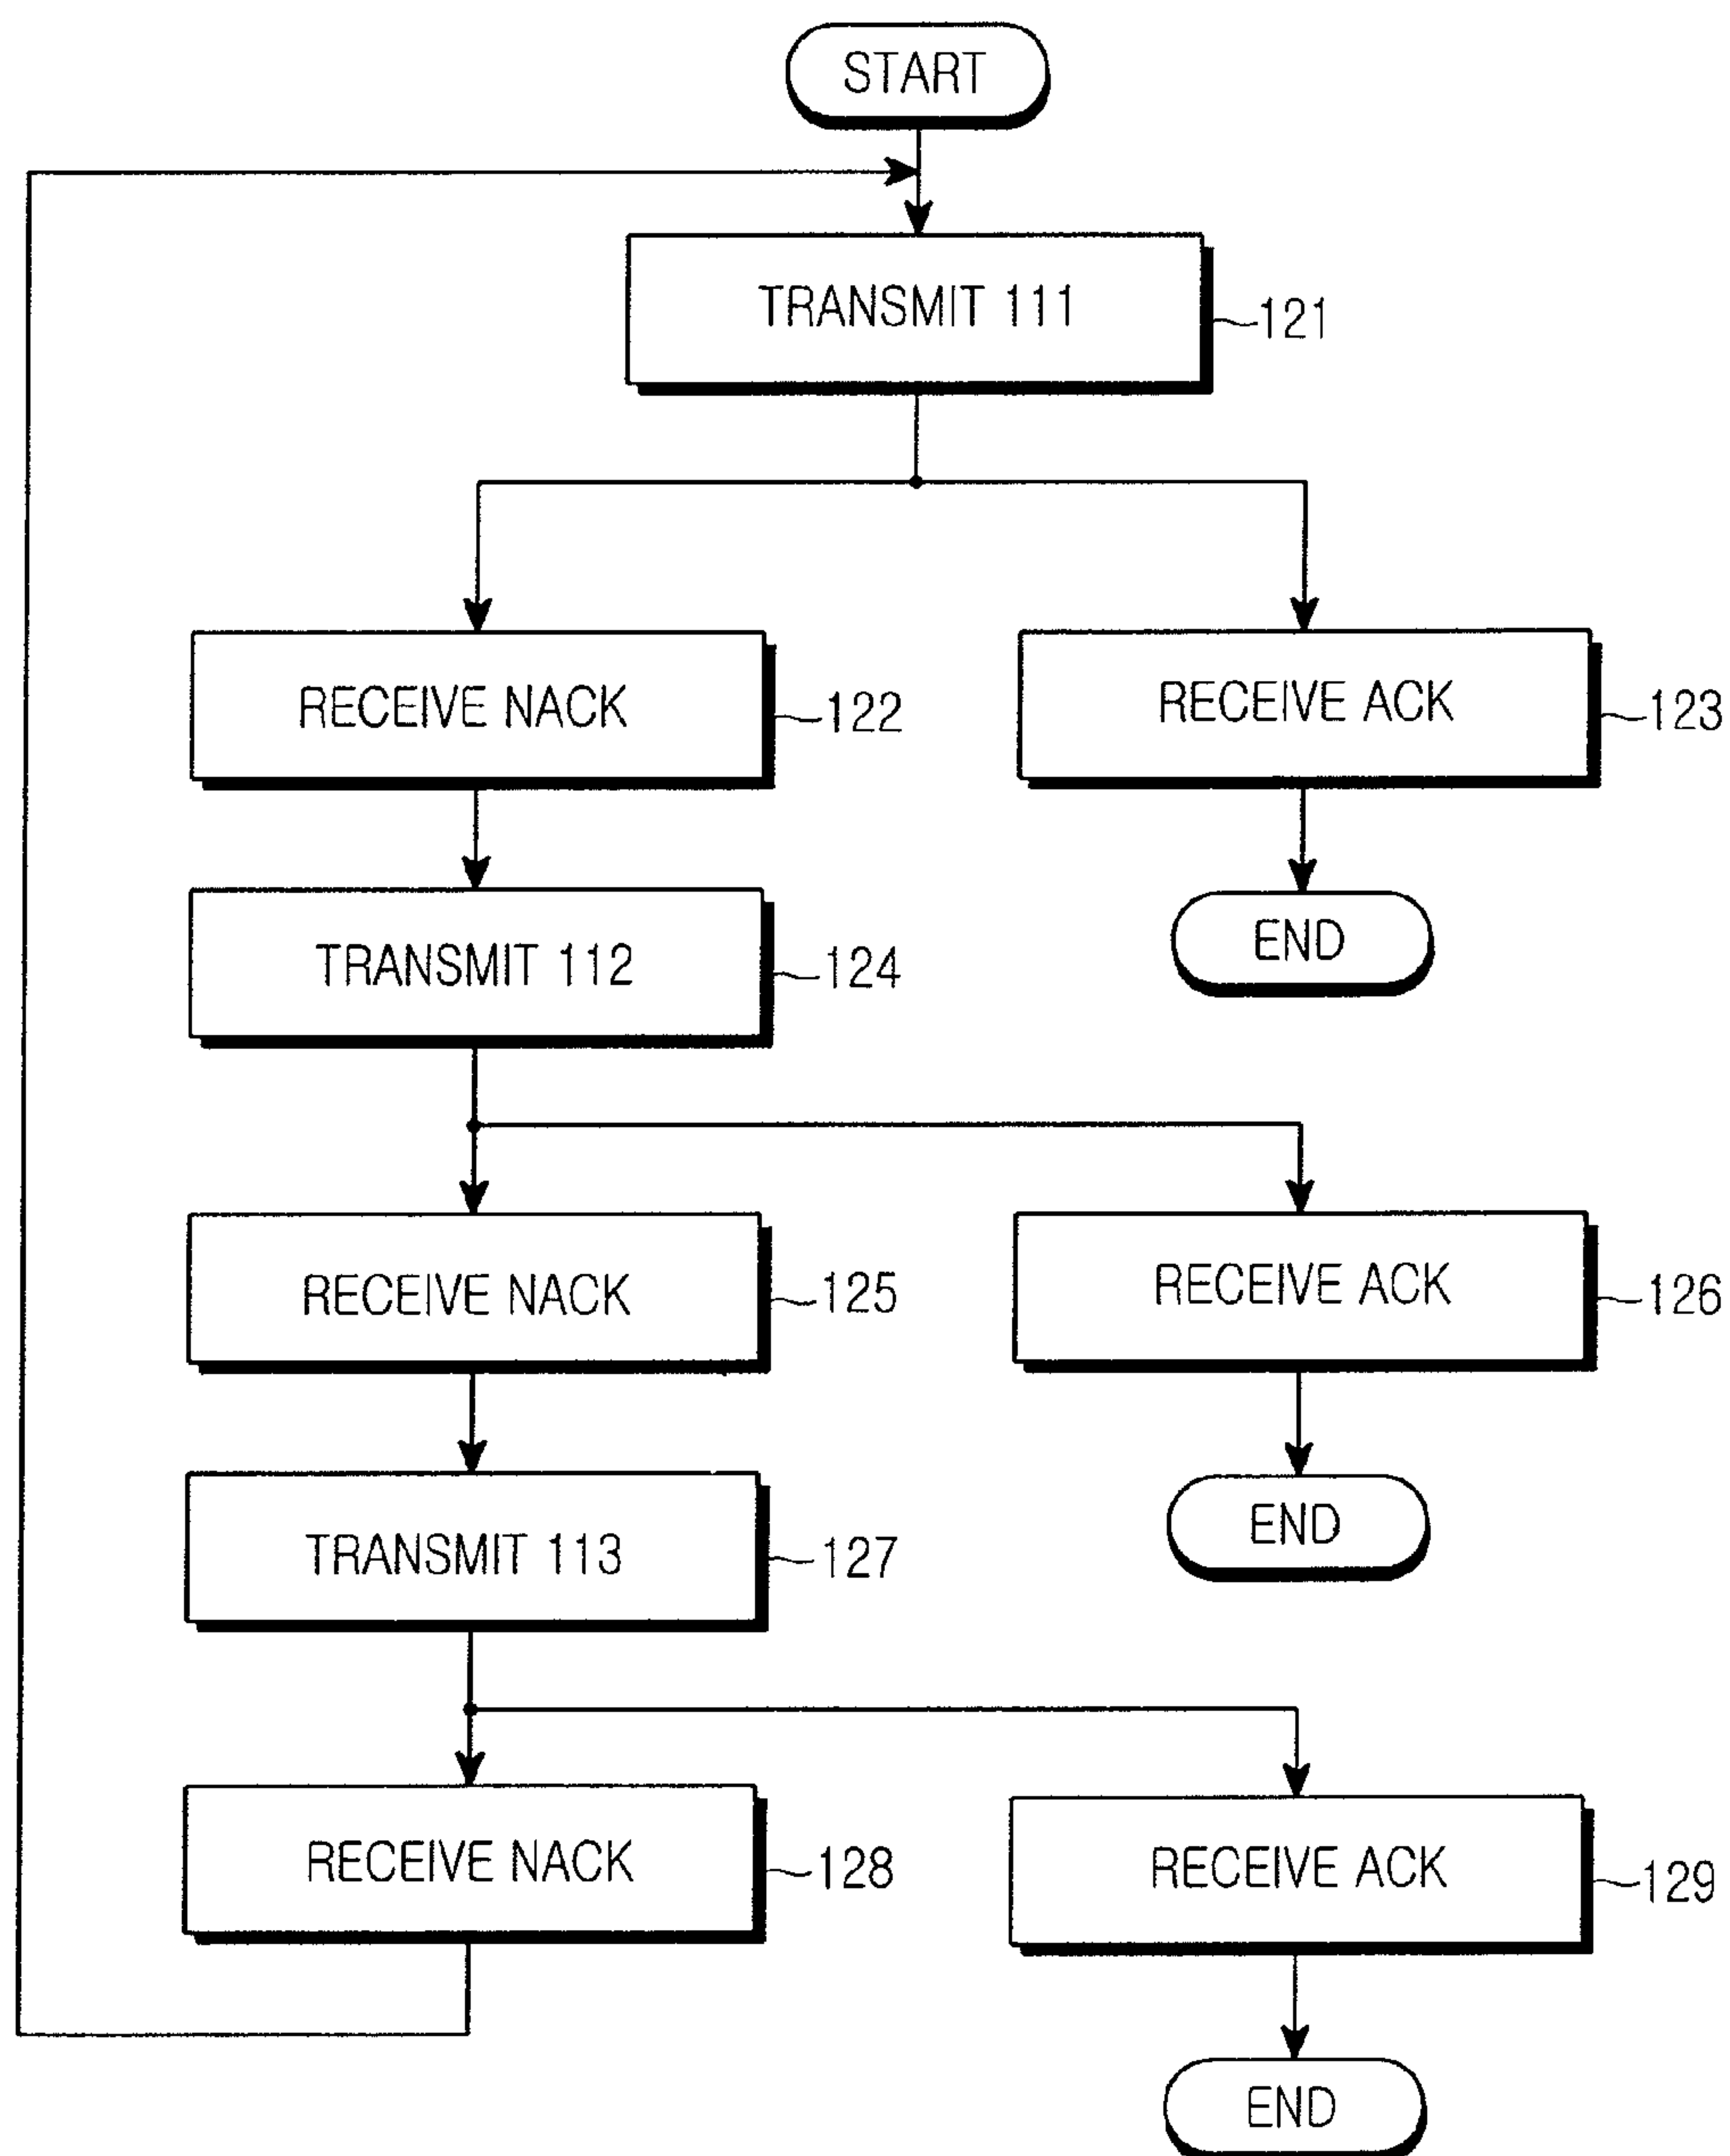 START
TRANSMIT 111
121
RECEIVE NACK
122
RECEIVE ACK
123
TRANSMIT 112
124
END
RECEIVE NACK
125
RECEIVE ACK
126
TRANSMIT 113
127
END
RECEIVE NACK
128
RECEIVE ACK
129
END